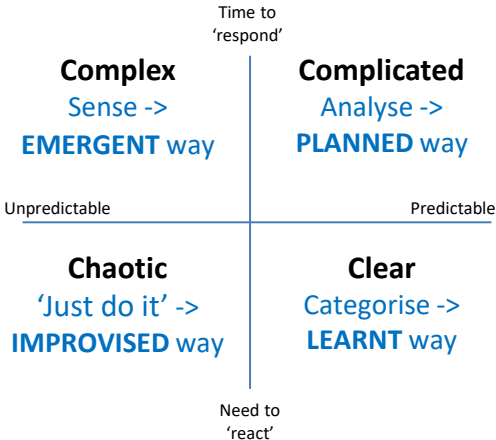 Time to
‘respond’
Complex
Sense ->
EMERGENT way
Complicated
Analyse ->
PLANNED way
Unpredictable
Predictable
Chaotic
‘Just do it’ ->
IMPROVISED way
Clear
Categorise ->
LEARNT way
Need to
‘react’